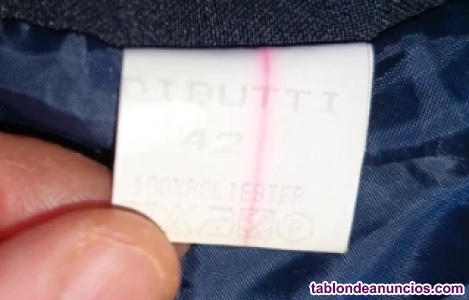 DIBUTTI
42
100%POLIESTER
P
tablondeanuncios.com